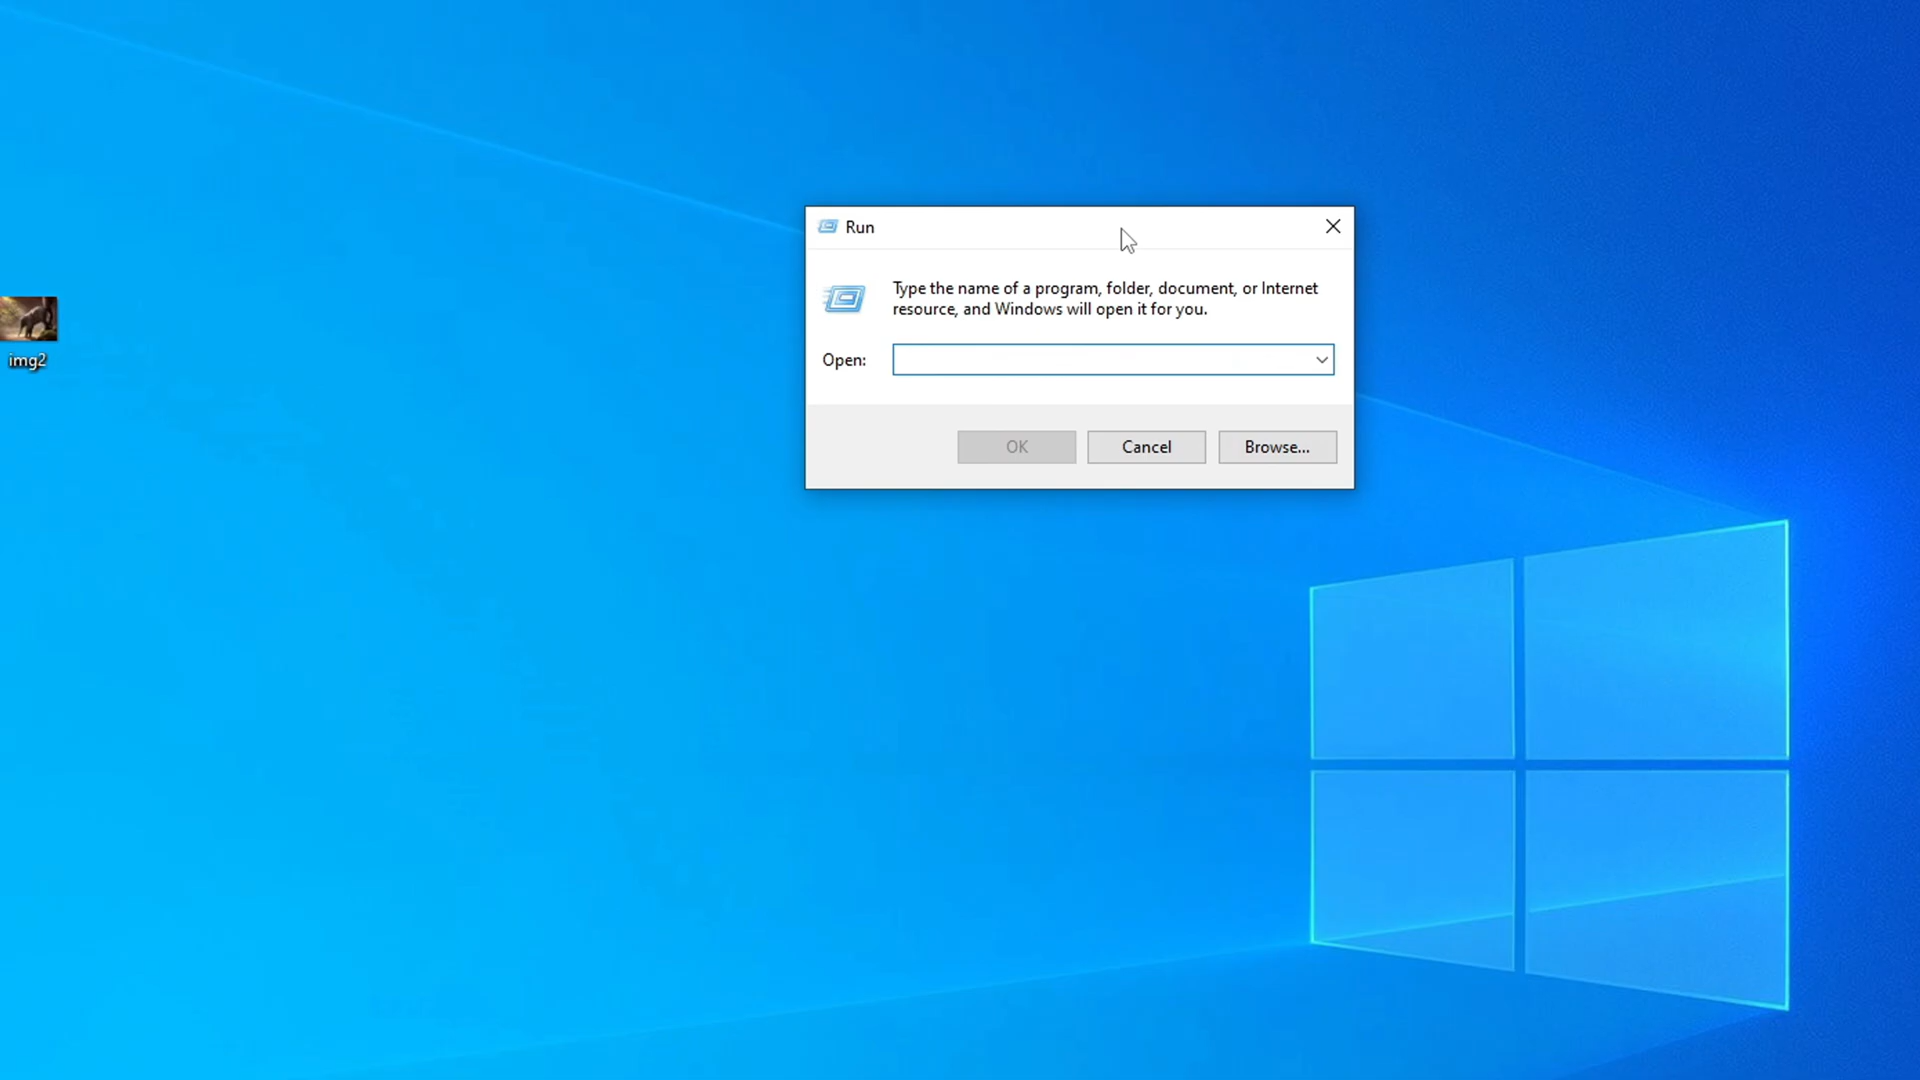 Run
Type the name of a program, folder, document, or Internet
resource, and Windows will open it for you.
Open:
OK
Cancel
Browse...
img2